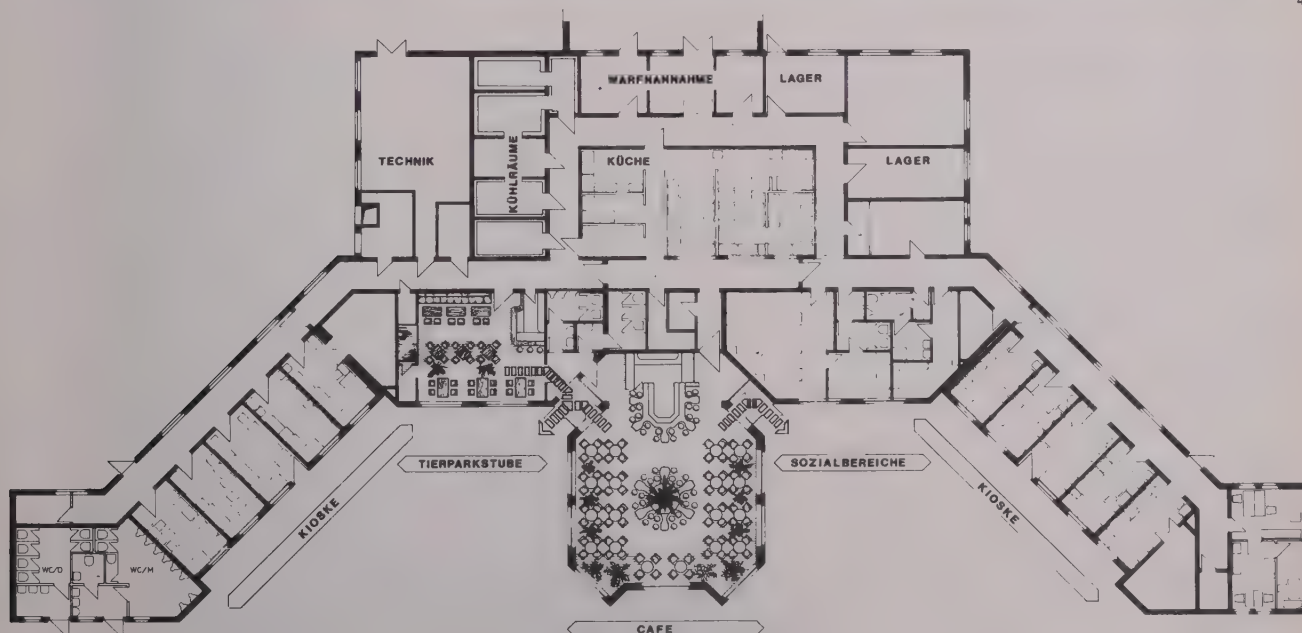 WARENANNAHME
LAGER
TECHNIK
KÜHLRÄUME
KÜCHE
LAGER
TIERPARKSTUBE
SOZIALBEREICHE
KIOSKE
KIOSKE
WC/D
WC/M
CAFE